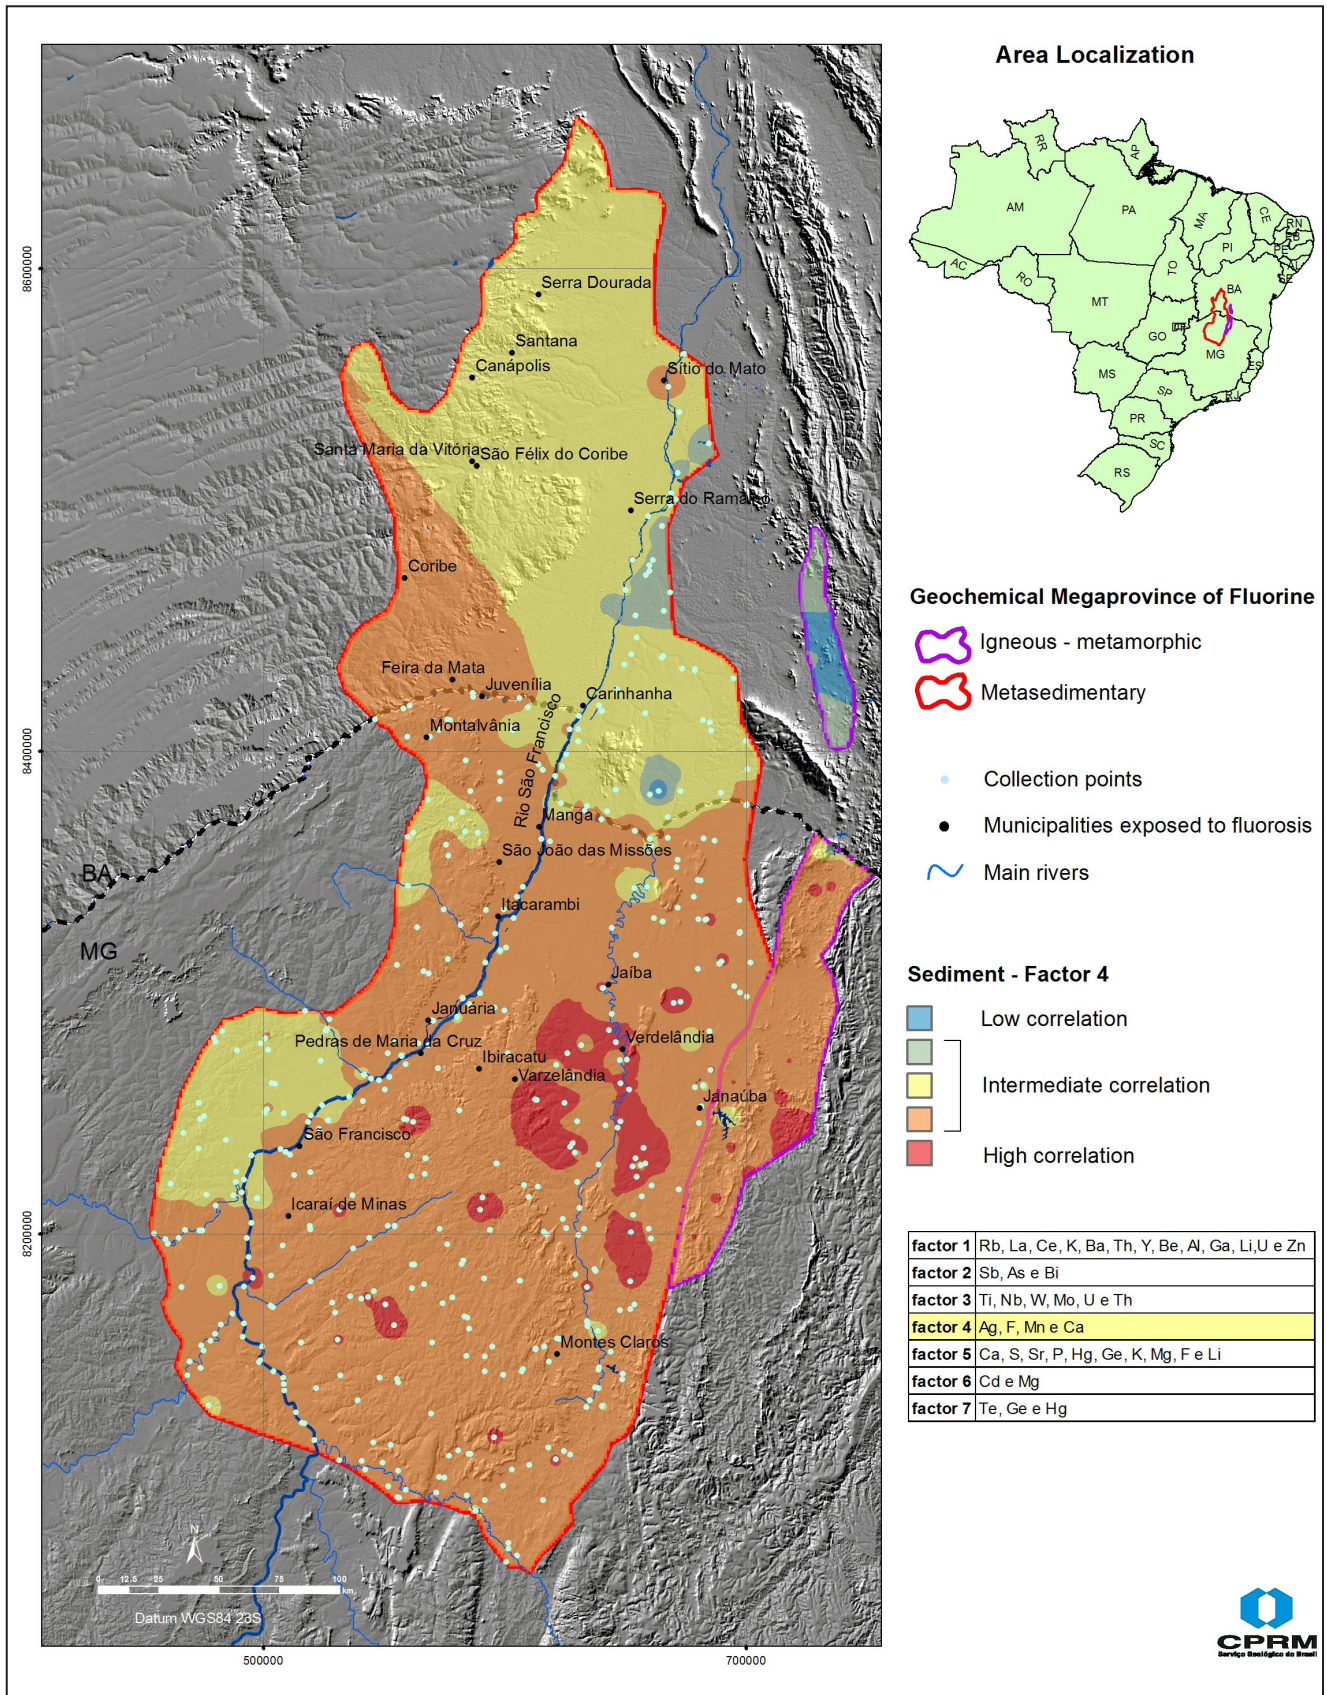 Area Localization
RR
AP
AM
PA
MA
CE
RN
PB
PE
PI
AC
RO
TO
AL
SE
BA
MT
GO
DF
MG
ES
MS
SP
RJ
PR
SC
RS
8600000
8400000
8200000
500000
700000
Serra Dourada
Santana
Canápolis
Sítio do Mato
Santa Maria da Vitória
São Félix do Coribe
Serra do Ramalho
Coribe
Feira da Mata
Juvenília
Carinhanha
Montalvânia
Rio São Francisco
Manga
São João das Missões
BA
Itacarambi
MG
Jaíba
Januária
Pedras de Maria da Cruz
Verdelândia
Ibiracatu
Varzelândia
Janaúba
São Francisco
Icaraí de Minas
Montes Claros
N
0 12.5 25 50 75 100
km
Datum WGS84 23S
Geochemical Megaprovince of Fluorine
Igneous - metamorphic
Metasedimentary
Collection points
Municipalities exposed to fluorosis
Main rivers
Sediment - Factor 4
Low correlation
Intermediate correlation
High correlation
factor 1 Rb, La, Ce, K, Ba, Th, Y, Be, Al, Ga, Li,U e Zn
factor 2 Sb, As e Bi
factor 3 Ti, Nb, W, Mo, U e Th
factor 4 Ag, F, Mn e Ca
factor 5 Ca, S, Sr, P, Hg, Ge, K, Mg, F e Li
factor 6 Cd e Mg
factor 7 Te, Ge e Hg
CPRM
Serviço Geológico do Brasil